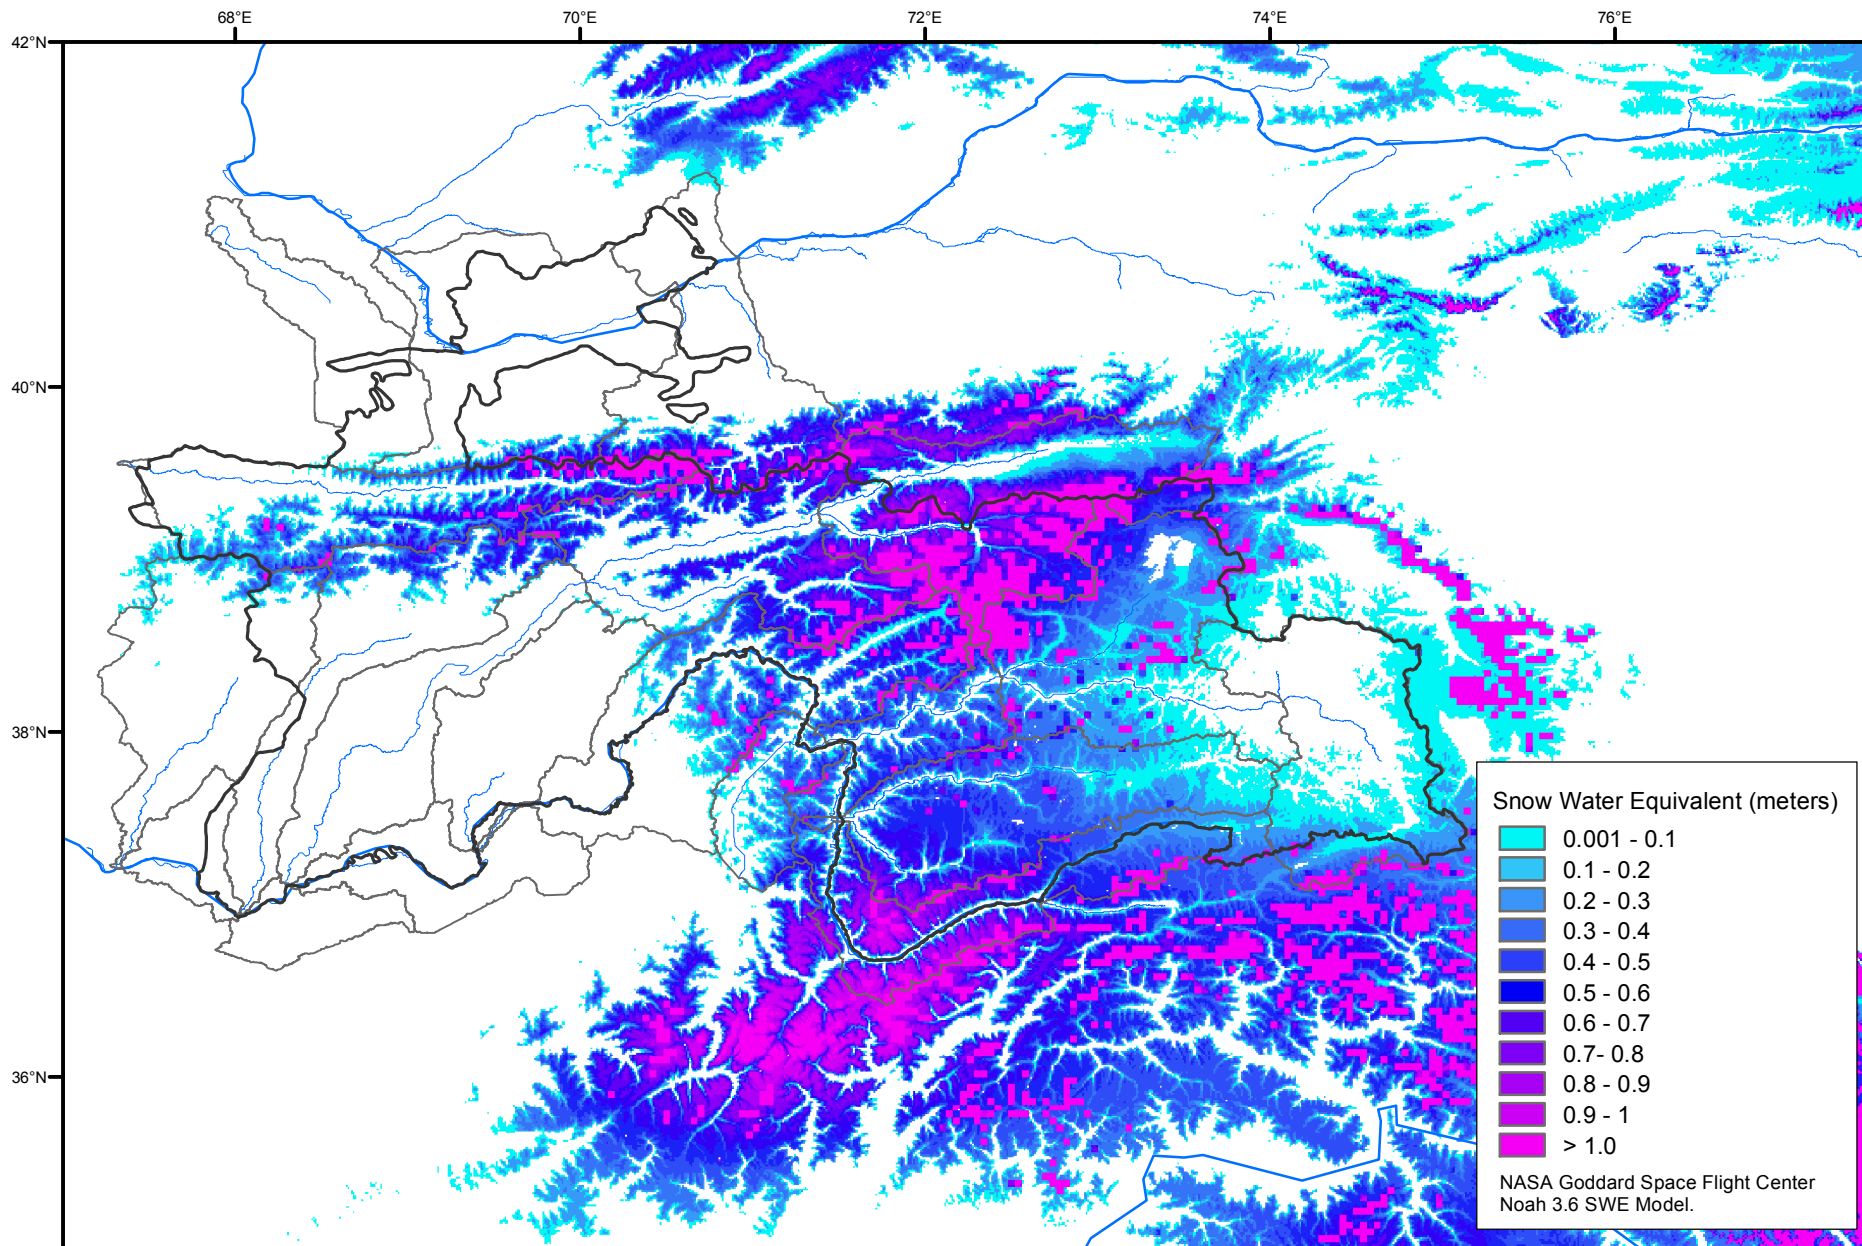 68°E 70°E 72°E 74°E 76°E
42°N
40°N
38°N
36°N
Snow Water Equivalent (meters)
0.001 - 0.1
0.1 - 0.2
0.2 - 0.3
0.3 - 0.4
0.4 - 0.5
0.5 - 0.6
0.6 - 0.7
0.7- 0.8
0.8 - 0.9
0.9 - 1
> 1.0
NASA Goddard Space Flight Center
Noah 3.6 SWE Model.